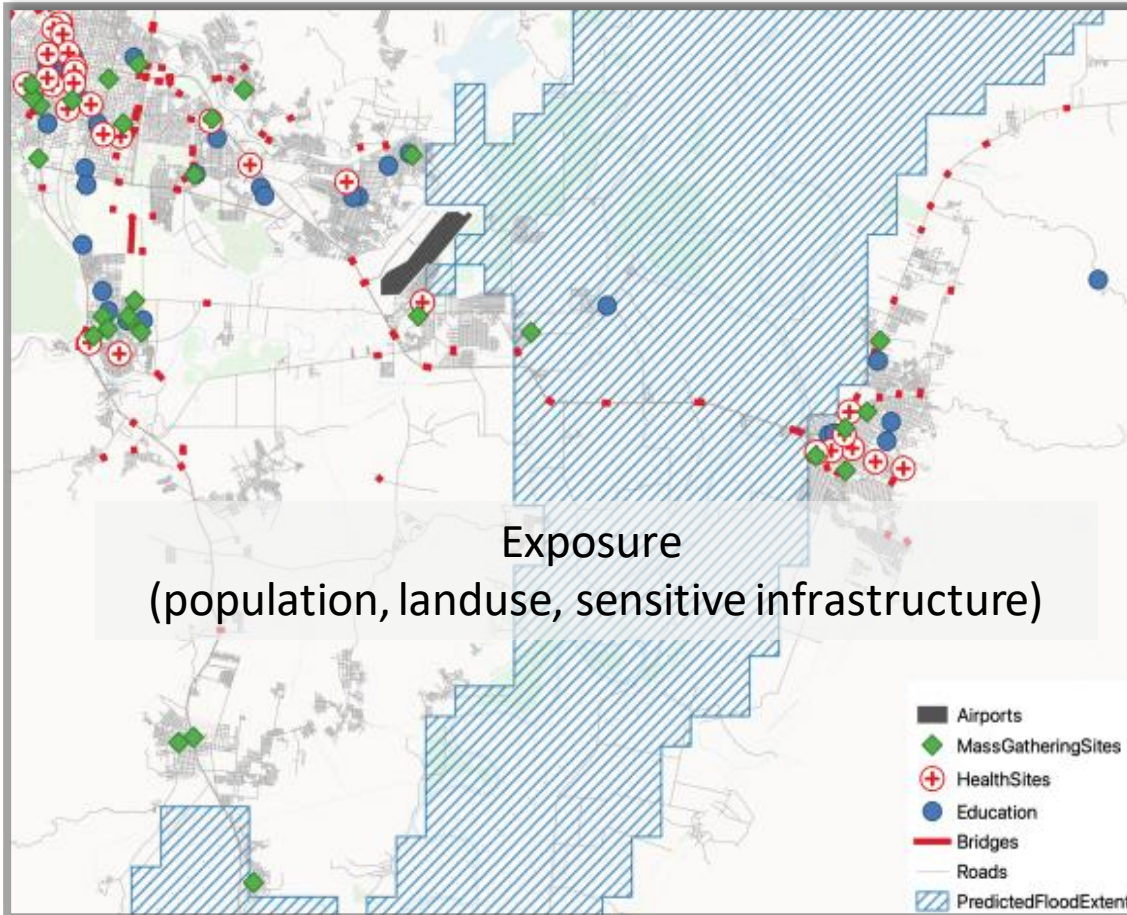 Exposure
(population, landuse, sensitive infrastructure)
Airports
MassGatheringSites
HealthSites
Education
Bridges
Roads
PredictedFloodExtent